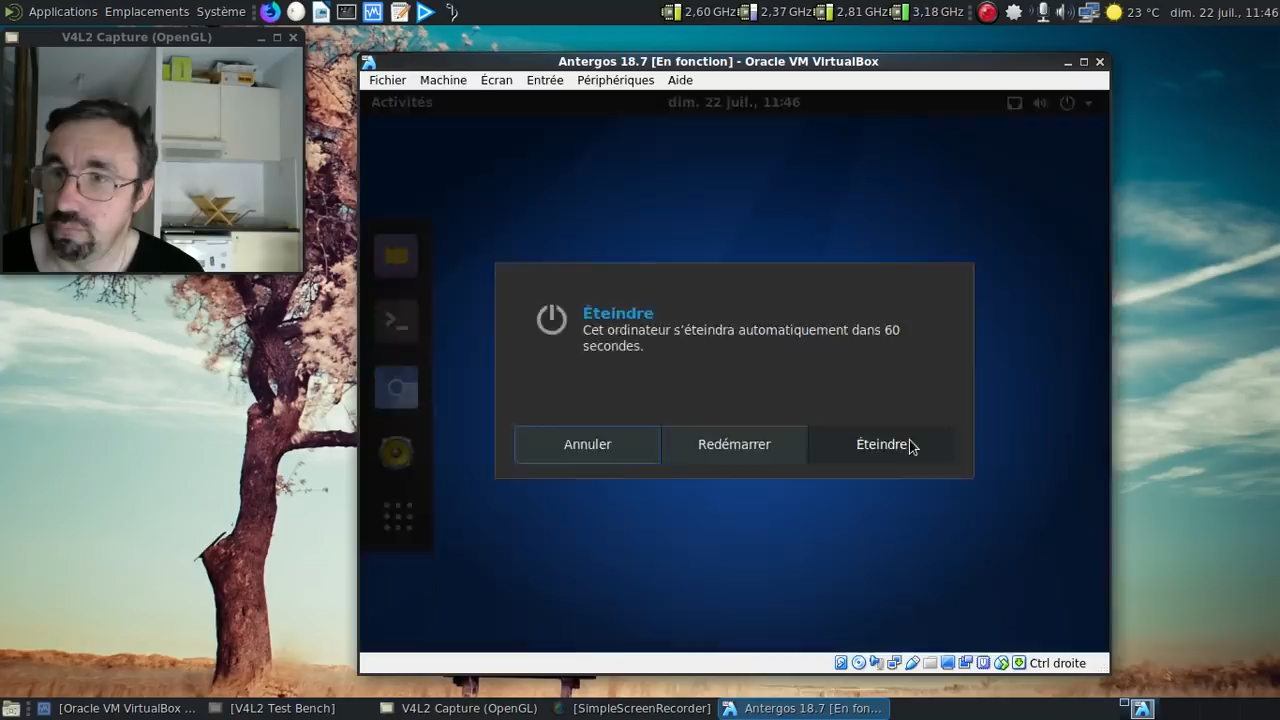 Applications Emplacements Système
2,60 GHz 2,37 GHz 2,81 GHz 3,18 GHz 23 °C dim. 22 juil., 11:46
V4L2 Capture (OpenGL)
Antergos 18.7 [En fonction] - Oracle VM VirtualBox
Fichier Machine Écran Entrée Périphériques Aide
Activités dim. 22 juil., 11:46
Éteindre
Cet ordinateur s'éteindra automatiquement dans 60
secondes.
Annuler Redémarrer Éteindre
Ctrl droite
[Oracle VM VirtualBox ... [V4L2 Test Bench] V4L2 Capture (OpenGL) [SimpleScreenRecorder] Antergos 18.7 [En fon...